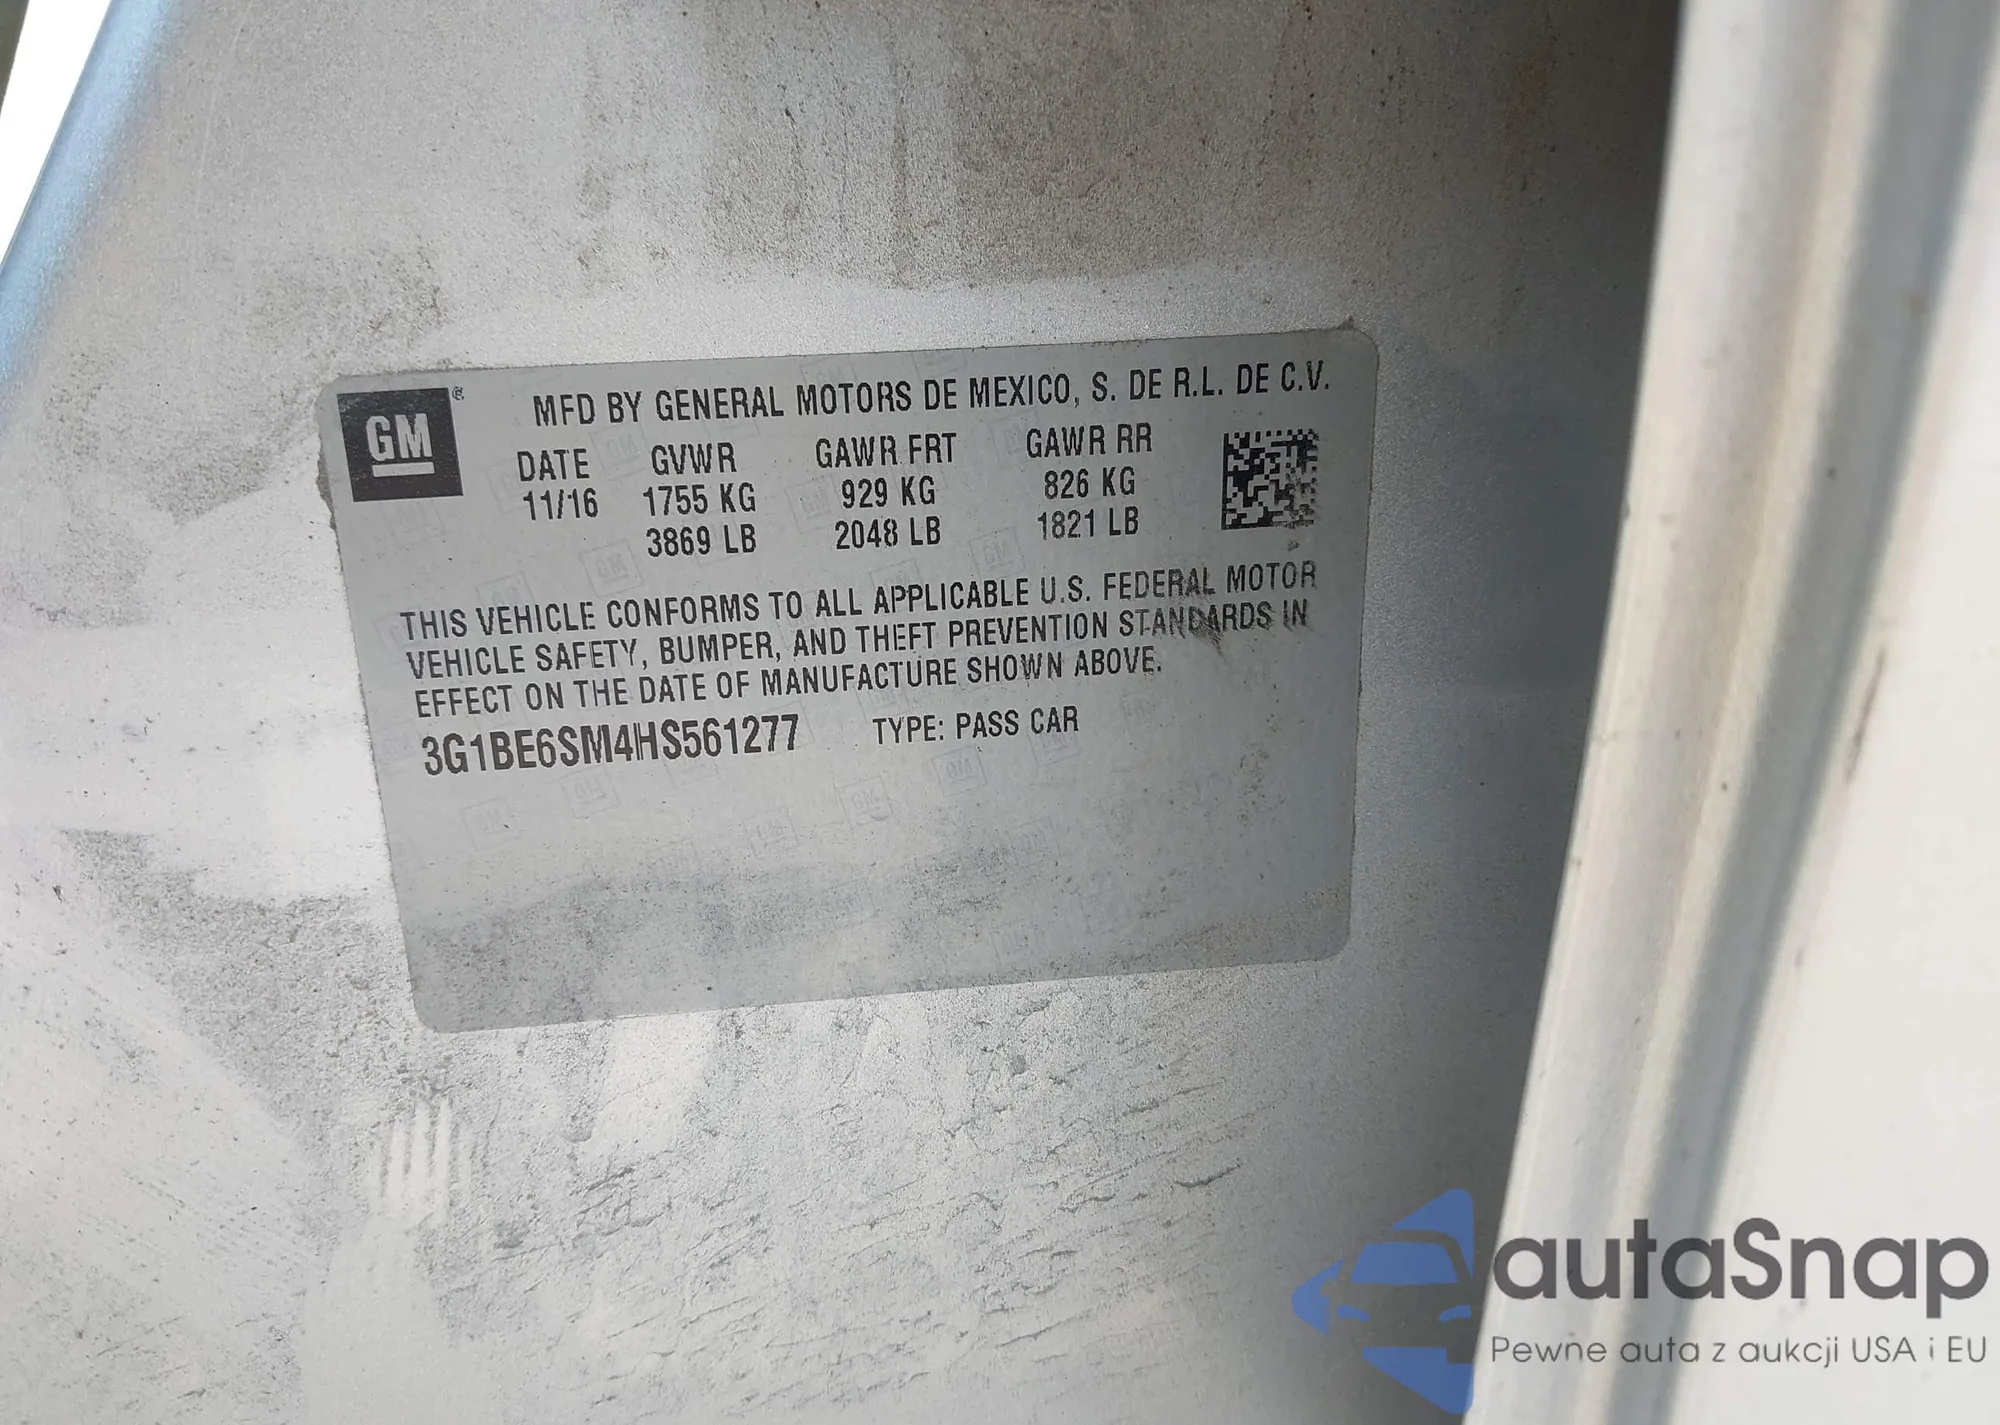 GM
MFD BY GENERAL MOTORS DE MEXICO, S. DE R.L. DE C.V.
DATE GVWR GAWR FRT GAWR RR
11/16 1755 KG 929 KG 826 KG
3869 LB 2048 LB 1821 LB
THIS VEHICLE CONFORMS TO ALL APPLICABLE U.S. FEDERAL MOTOR
VEHICLE SAFETY, BUMPER, AND THEFT PREVENTION STANDARDS IN
EFFECT ON THE DATE OF MANUFACTURE SHOWN ABOVE.
3G1BE6SM4HS561277 TYPE: PASS CAR
autaSnap
Pewne auta z aukcji USA i EU